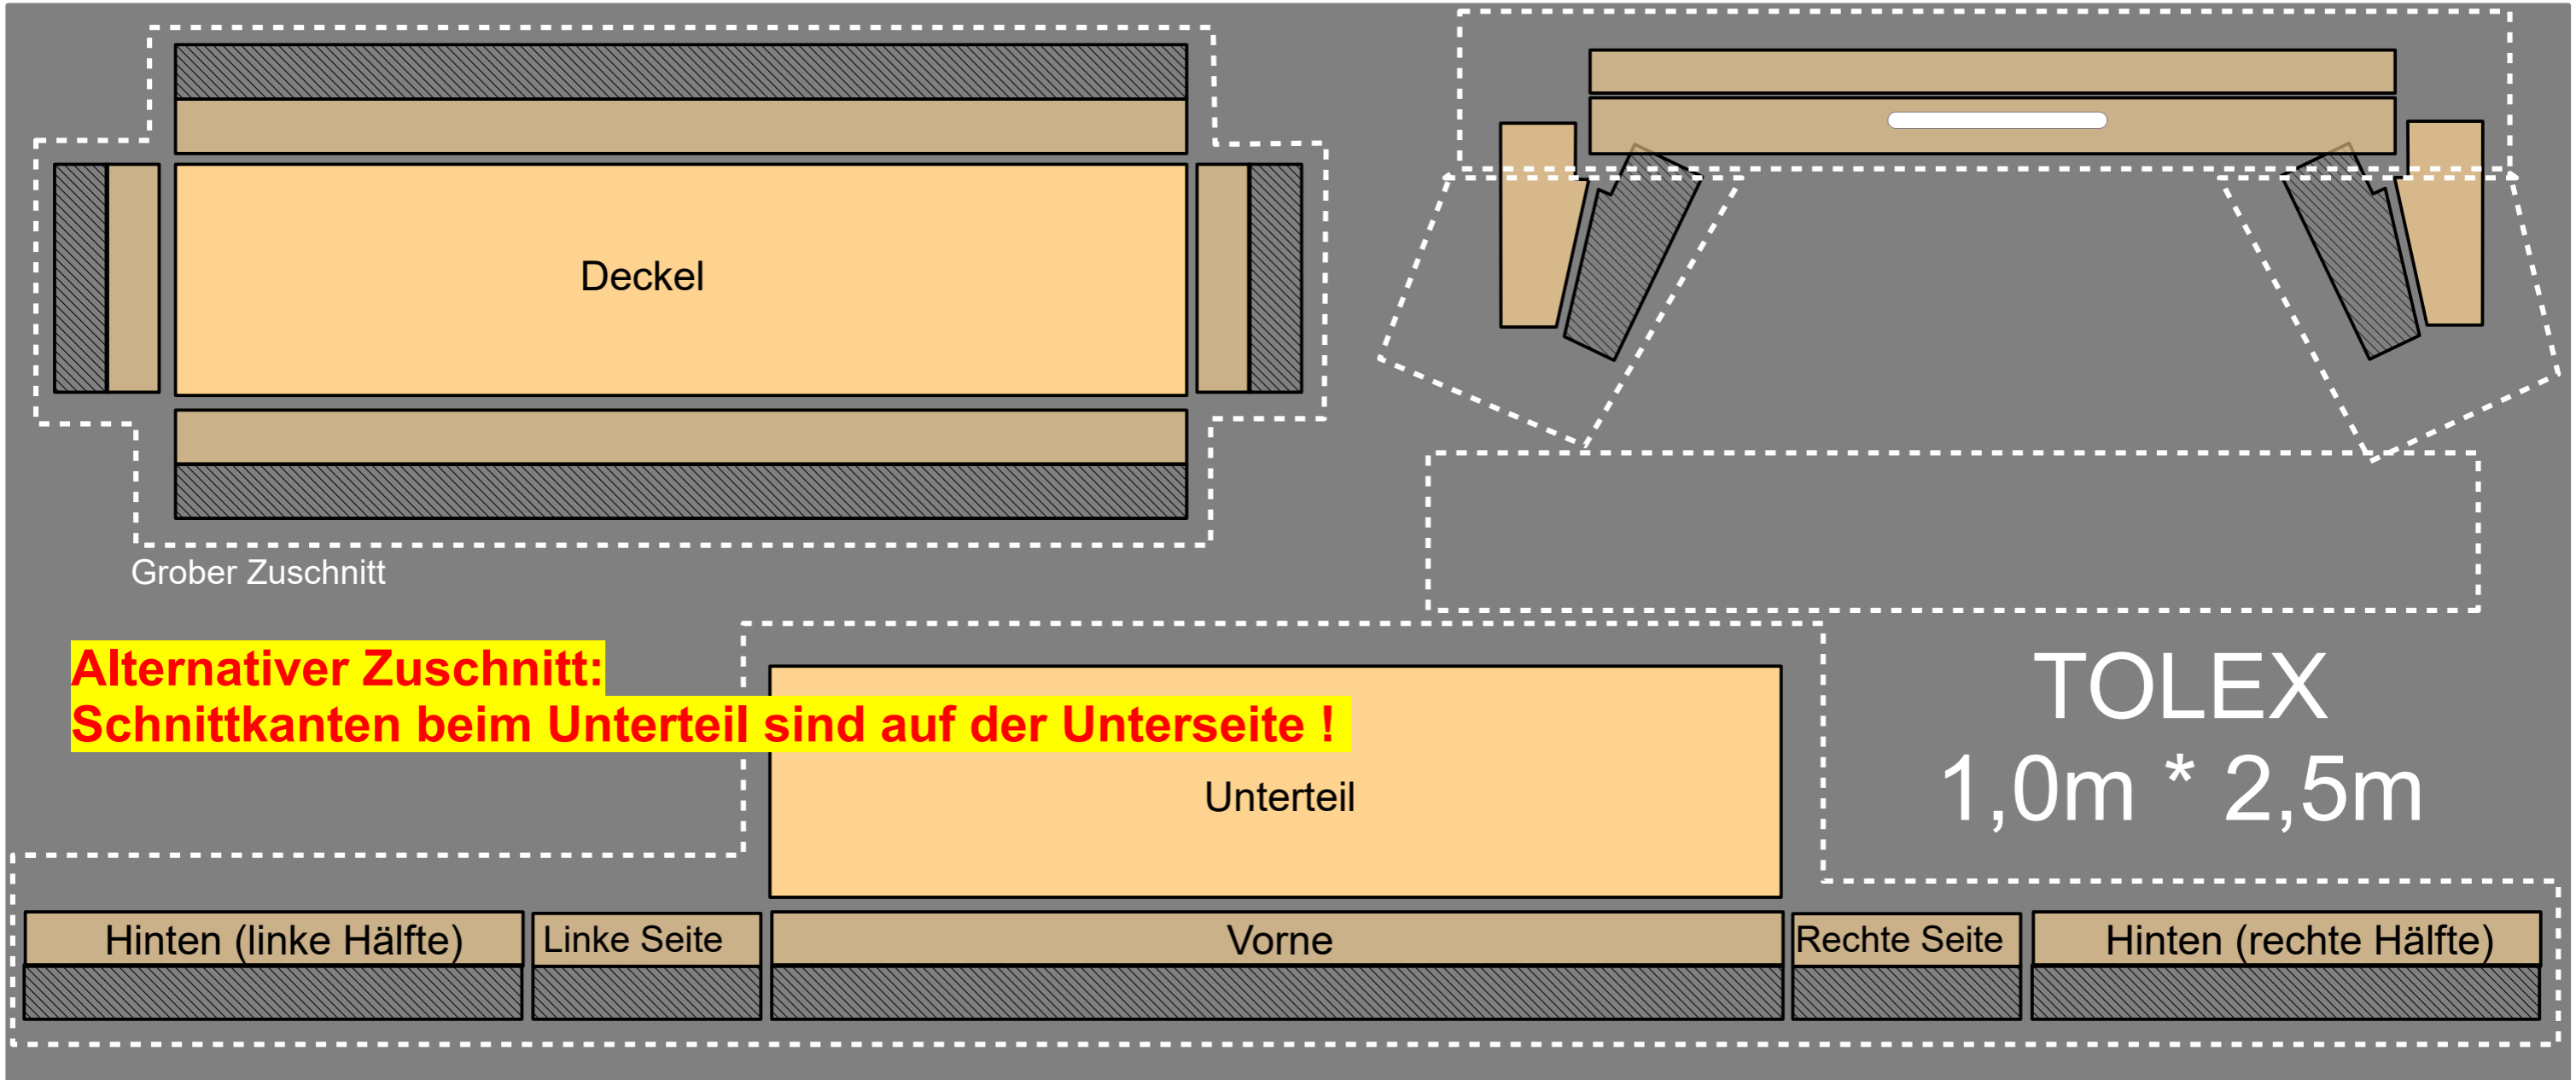 Deckel
Grober Zuschnitt
Alternativer Zuschnitt:
Schnittkanten beim Unterteil sind auf der Unterseite !
TOLEX
1,0m * 2,5m
Unterteil
Hinten (linke Hälfte)
Linke Seite
Vorne
Rechte Seite
Hinten (rechte Hälfte)